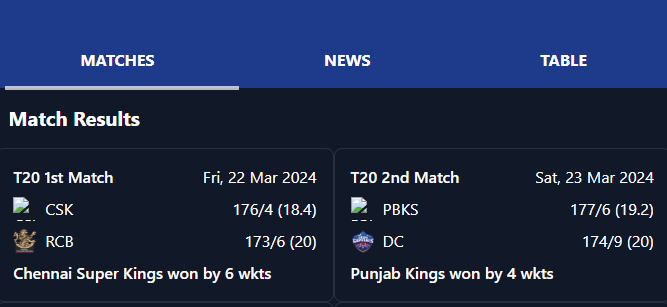 MATCHES NEWS TABLE
Match Results
T20 1st Match Fri, 22 Mar 2024
CSK 176/4 (18.4)
RCB 173/6 (20)
Chennai Super Kings won by 6 wkts
T20 2nd Match Sat, 23 Mar 2024
PBKS 177/6 (19.2)
DC 174/9 (20)
Punjab Kings won by 4 wkts